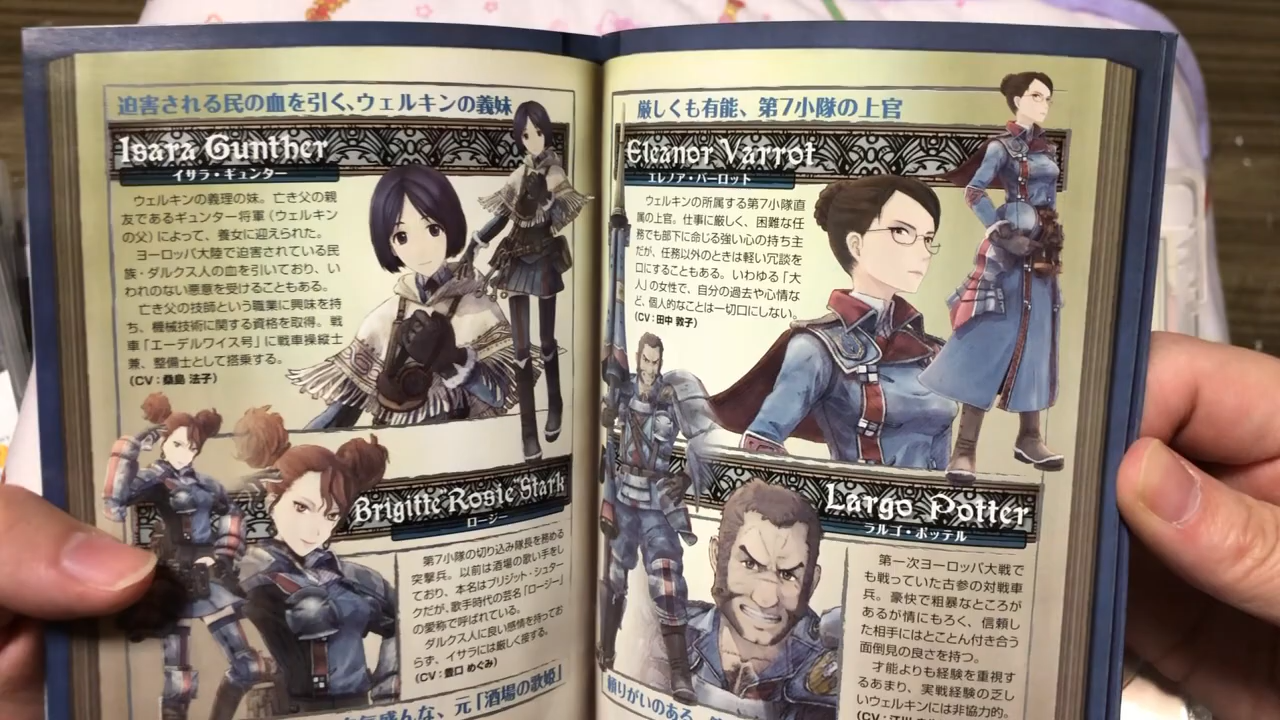 迫害される民の血を引く、ウェルキンの義妹
Isara Gunther
イサラ・ギュンター
ウェルキンの義理の妹。亡き父の親
友であるギュンター将軍（ウェルキン
の父）によって、養女に迎えられた。
ヨーロッパ大陸で迫害されている民
族・ダルクス人の血を引いており、い
われのない悪意を受けることもある。
亡き父の技師という職業に興味を持
ち、機械技術に関する資格を取得。戦
車「エーデルワイス号」に戦車操縦士
兼、整備士として搭乗する。
（CV：桑島 法子）
Brigitte "Rosie" Stark
ロージー
第7小隊の切り込み隊長を務める
突撃兵。以前は酒場の歌い手をし
ており、本名はブリジット・シュター
クだが、歌手時代の芸名「ロージー」
の愛称で呼ばれている。
ダルクス人に良い感情を持ってお
らず、イサラには厳しく接する。
（CV：豊口 めぐみ）
気盛んな、元「酒場の歌姫」
厳しくも有能、第7小隊の上官
Eleanor Varrot
エレノア・バーロット
ウェルキンの所属する第7小隊直
属の上官。仕事に厳しく、困難な任
務でも部下に命じる強い心の持ち主
だが、任務以外のときは軽い冗談を
口にすることもある。いわゆる「大
人」の女性で、自分の過去や心情な
ど、個人的なことは一切口にしない。
（CV：田中 敦子）
Largo Potter
ラルゴ・ポッテル
第一次ヨーロッパ大戦で
も戦っていた古参の対戦車
兵。豪快で粗暴なところが
あるが情にもろく、信頼し
た相手にはとことん付き合う
面倒見の良さを持つ。
才能よりも経験を重視す
るあまり、実戦経験の乏し
いウェルキンには非協力的。
（CV：江川
頼りがいのある